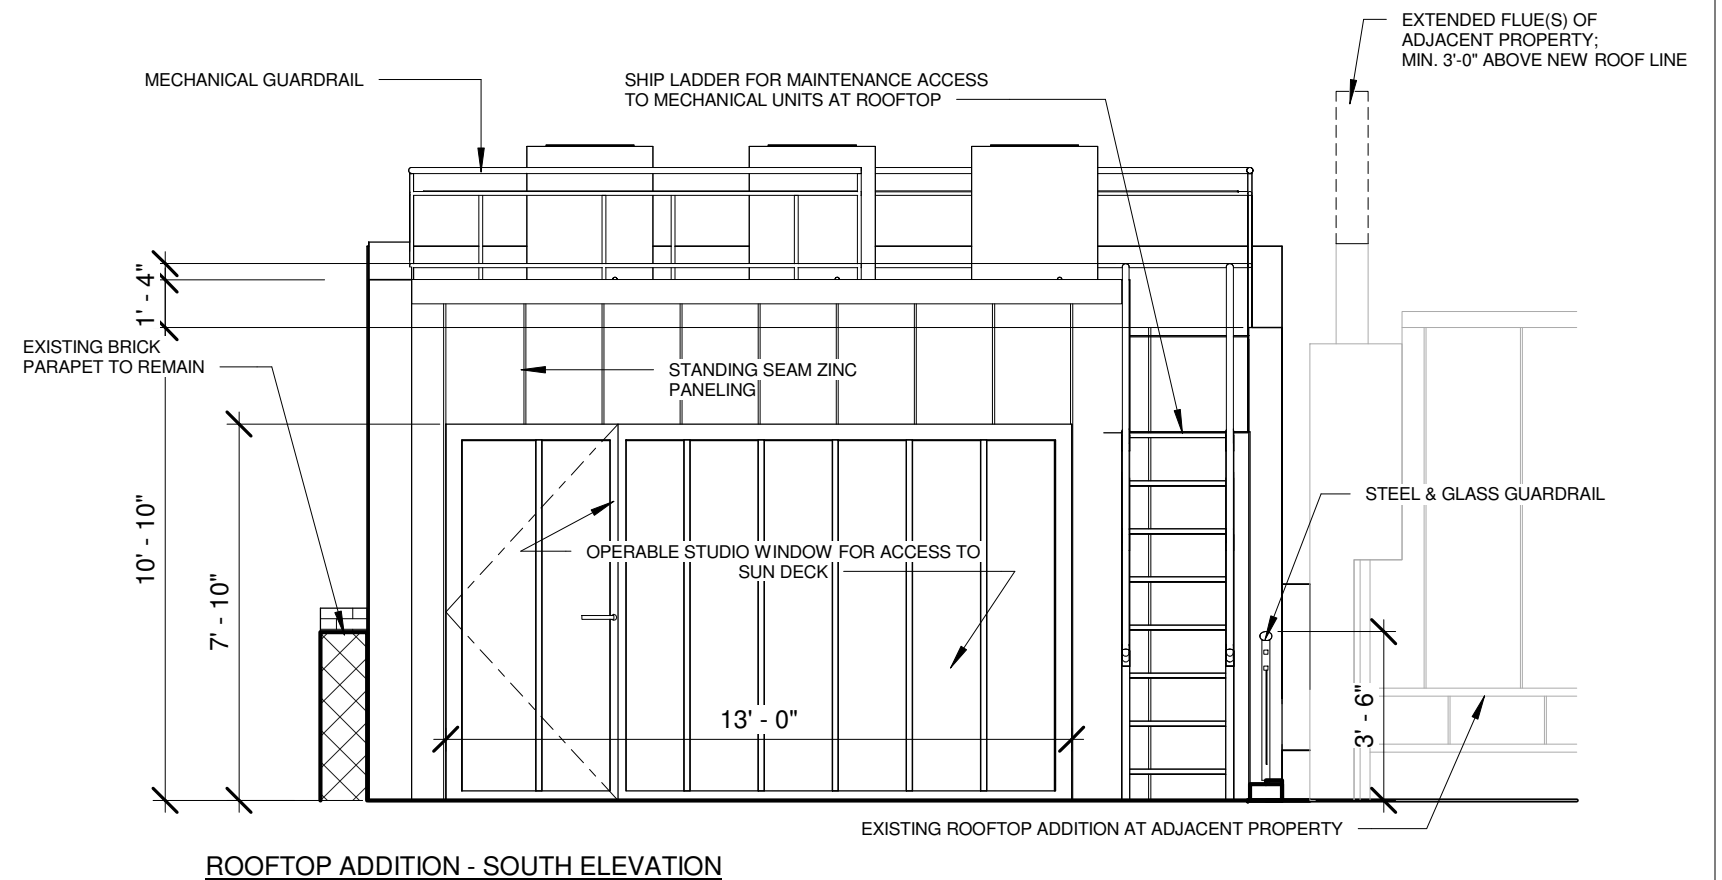 EXTENDED FLUE(S) OF
ADJACENT PROPERTY;
MIN. 3'-0" ABOVE NEW ROOF LINE
MECHANICAL GUARDRAIL
SHIP LADDER FOR MAINTENANCE ACCESS
TO MECHANICAL UNITS AT ROOFTOP
1' - 4"
EXISTING BRICK
PARAPET TO REMAIN
STANDING SEAM ZINC
PANELING
STEEL & GLASS GUARDRAIL
10' - 10"
7' - 10"
OPERABLE STUDIO WINDOW FOR ACCESS TO
SUN DECK
13' - 0"
3' - 6"
EXISTING ROOFTOP ADDITION AT ADJACENT PROPERTY
ROOFTOP ADDITION - SOUTH ELEVATION